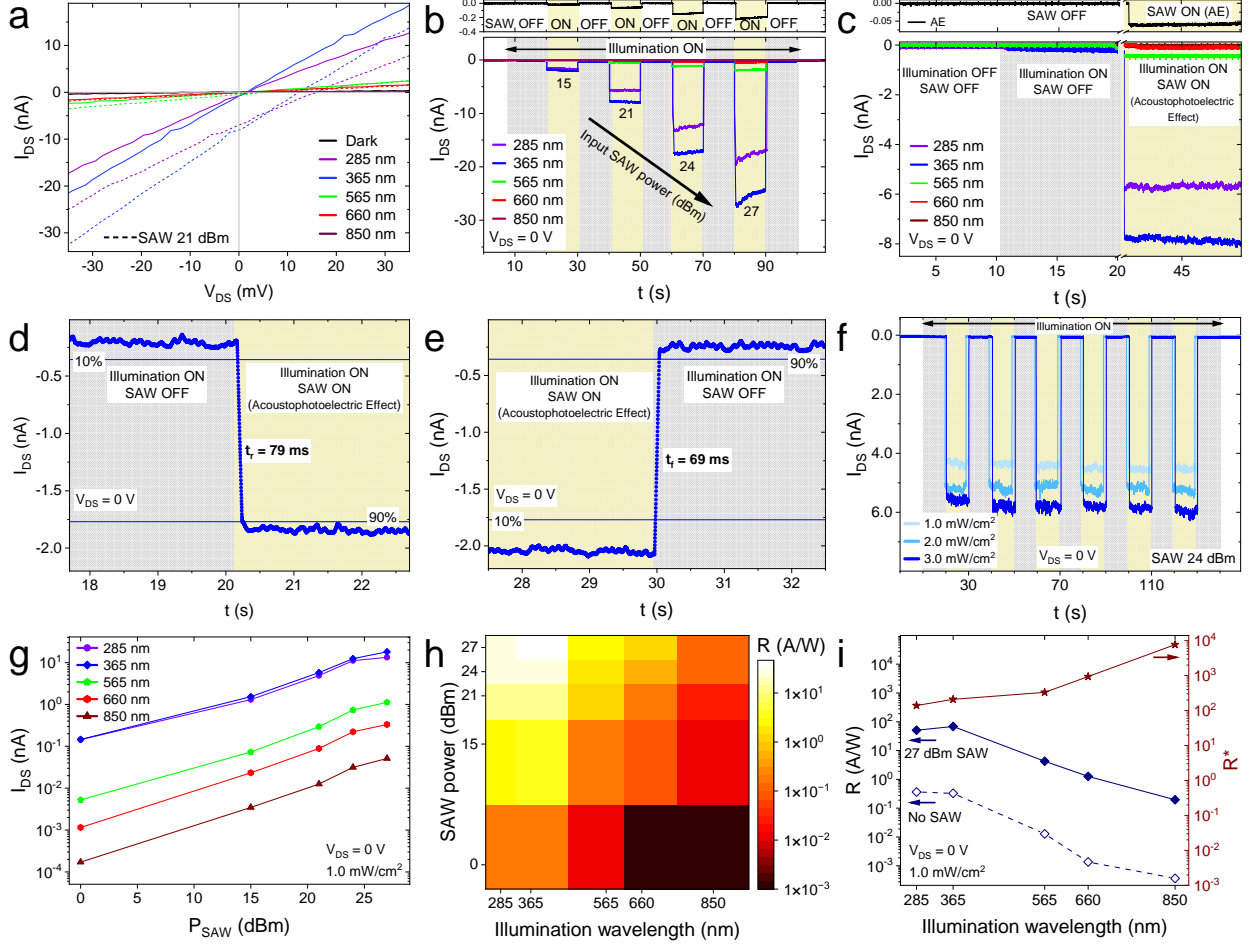 a
I_DS (nA)
30
20
10
0
-10
-20
-30
Dark
285 nm
365 nm
565 nm
660 nm
850 nm
SAW 21 dBm
-30 -20 -10 0 10 20 30
V_DS (mV)
b
0.0
-0.2
SAW OFF ON OFF ON OFF ON OFF ON OFF
Illumination ON
I_DS (nA)
0
-10
-20
-30
15
21
24
27
Input SAW power (dBm)
285 nm
365 nm
565 nm
660 nm
850 nm
V_DS = 0 V
10 30 50 70 90
t (s)
c
0.00
-0.05
AE
SAW OFF
SAW ON (AE)
I_DS (nA)
0
-2
-4
-6
-8
Illumination OFF
SAW OFF
Illumination ON
SAW OFF
Illumination ON
SAW ON
(Acoustophotoelectric
Effect)
285 nm
365 nm
565 nm
660 nm
850 nm
V_DS = 0 V
5 10 15 20 45
t (s)
d
I_DS (nA)
-0.5
-1.0
-1.5
-2.0
10%
Illumination ON
SAW OFF
Illumination ON
SAW ON
(Acoustophotoelectric Effect)
t_r = 79 ms
V_DS = 0 V
90%
18 19 20 21 22
t (s)
e
I_DS (nA)
-0.5
-1.0
-1.5
-2.0
90%
Illumination ON
SAW ON
(Acoustophotoelectric Effect)
Illumination ON
SAW OFF
t_f = 69 ms
V_DS = 0 V
10%
28 29 30 31 32
t (s)
f
Illumination ON
I_DS (nA)
0.0
2.0
4.0
6.0
1.0 mW/cm²
2.0 mW/cm²
3.0 mW/cm²
V_DS = 0 V
SAW 24 dBm
30 70 110
t (s)
g
I_DS (nA)
10¹
10⁰
10⁻¹
10⁻²
10⁻³
10⁻⁴
285 nm
365 nm
565 nm
660 nm
850 nm
V_DS = 0 V
1.0 mW/cm²
0 5 10 15 20 25
P_SAW (dBm)
h
R (A/W)
SAW power (dBm)
27
24
21
15
0
1x10¹
1x10⁰
1x10⁻¹
1x10⁻²
1x10⁻³
285 365 565 660 850
Illumination wavelength (nm)
i
R (A/W)
10⁵
10⁴
10³
10²
10¹
10⁰
10⁻¹
10⁻²
10⁻³
27 dBm SAW
No SAW
V_DS = 0 V
1.0 mW/cm²
R*
10⁴
10³
10²
10¹
10⁰
10⁻¹
10⁻²
10⁻³
285 365 565 660 850
Illumination wavelength (nm)